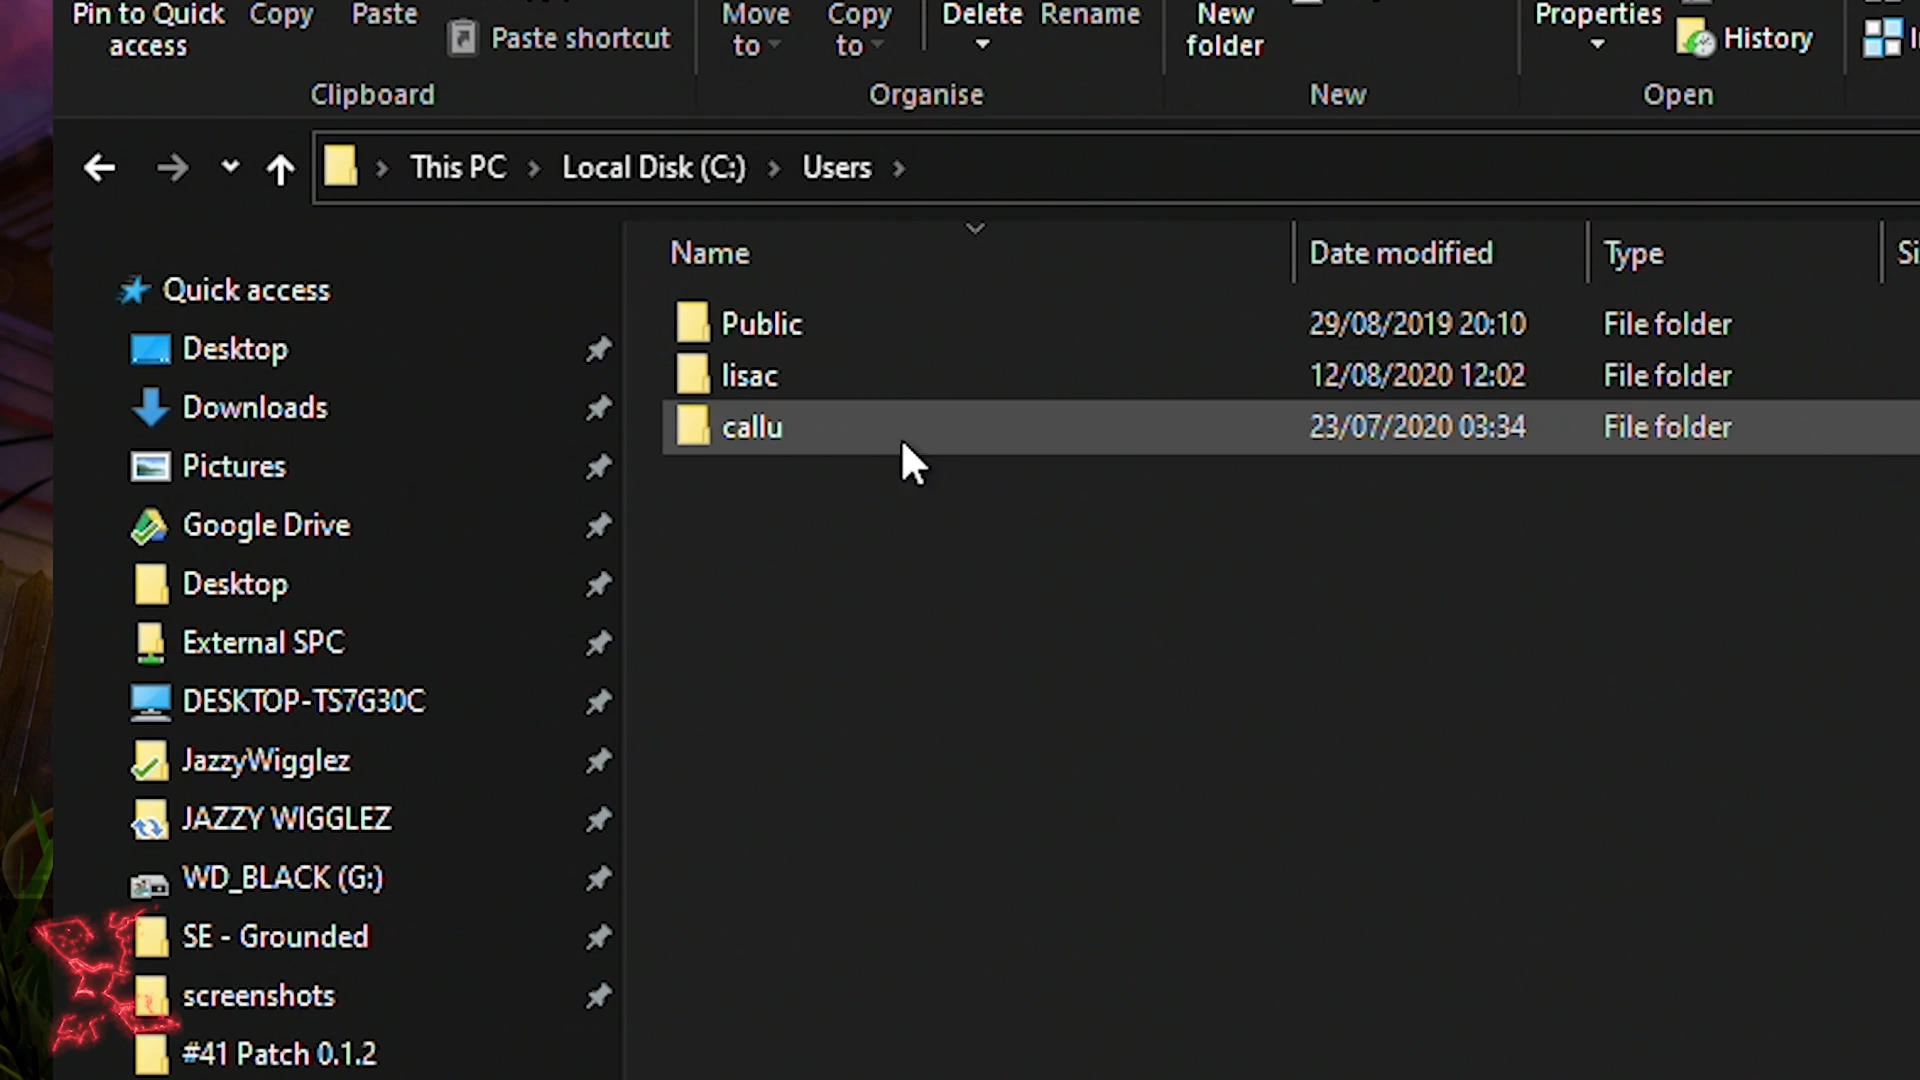 Pin to Quick
access
Copy
Paste
Paste shortcut
Move
to
Copy
to
Delete
Rename
New
folder
Properties
History
Clipboard
Organise
New
Open
This PC
Local Disk (C:)
Users
Name
Date modified
Type
Quick access
Desktop
Downloads
Pictures
Google Drive
Desktop
External SPC
DESKTOP-TS7G30C
JazzyWigglez
JAZZY WIGGLEZ
WD_BLACK (G:)
SE - Grounded
screenshots
#41 Patch 0.1.2
Public 29/08/2019 20:10 File folder
lisac 12/08/2020 12:02 File folder
callu 23/07/2020 03:34 File folder